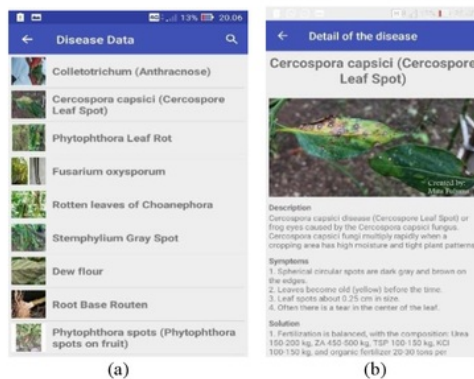 4G 13% 20.06
Disease Data
Colletotrichum (Anthracnose)
Cercospora capsici (Cercospore
Leaf Spot)
Phytophthora Leaf Rot
Fusarium oxysporum
Rotten leaves of Choanephora
Stemphylium Gray Spot
Dew flour
Root Base Routen
Phytophthora spots (Phytophthora
spots on fruit)
(a)
Detail of the disease
Cercospora capsici (Cercospore
Leaf Spot)
Created by:
Description
Cercospora capsici disease (Cercospore Leaf Spot) or
frog eyes caused by the Cercospora capsici fungus.
Cercospora capsici fungi multiply rapidly when a
cropping area has high moisture and tight plant patterns
Symptoms
1. Spherical circular spots are dark gray and brown on
the edges.
2. Leaves become old (yellow) before the time.
3. Leaf spots about 0.25 cm in size.
4. Often there is a tear in the center of the leaf.
Solution
1. Fertilization is balanced, with the composition: Urea
150-200 kg, ZA 450-500 kg, TSP 100-150 kg, KCl
100-150 kg, and organic fertilizer 20-30 tons per
(b)